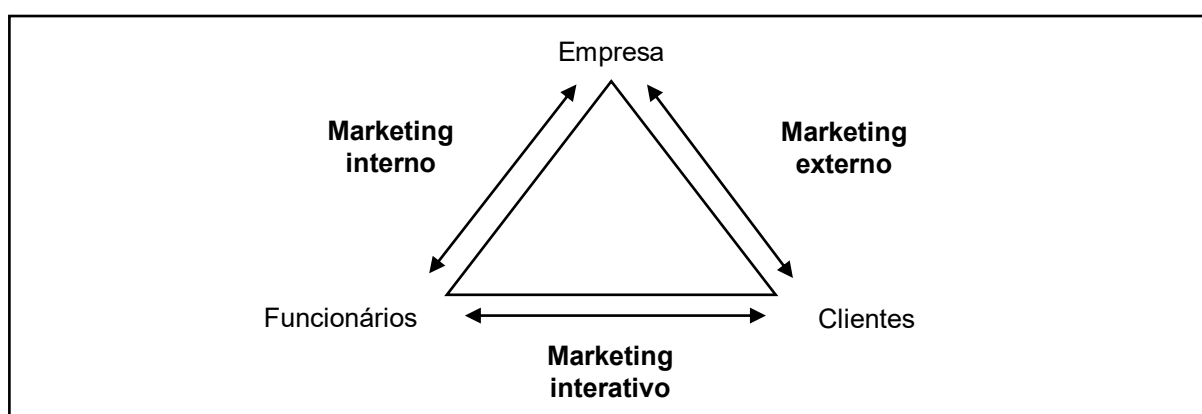 Empresa
Marketing
interno
Marketing
externo
Funcionários
Clientes
Marketing
interativo